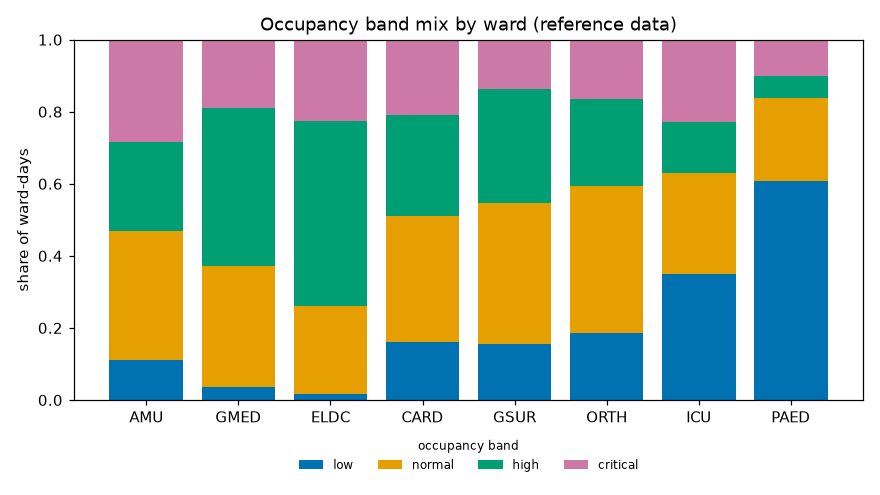 Occupancy band mix by ward (reference data)
share of ward-days
1.0
0.8
0.6
0.4
0.2
0.0
AMU GMED ELDC CARD GSUR ORTH ICU PAED
occupancy band
low normal high critical